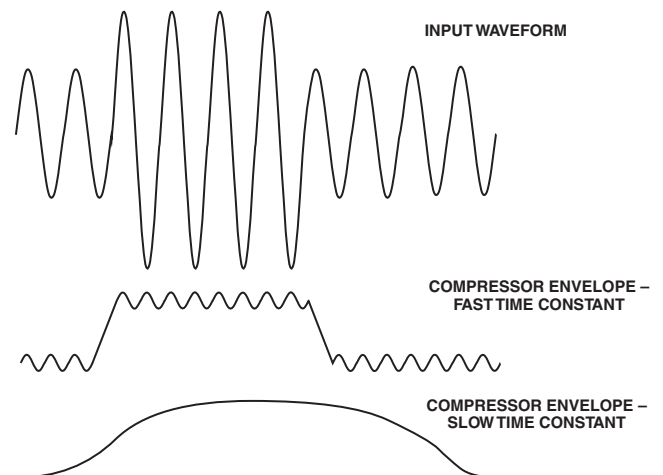 INPUT WAVEFORM
COMPRESSOR ENVELOPE –
FAST TIME CONSTANT
COMPRESSOR ENVELOPE –
SLOW TIME CONSTANT